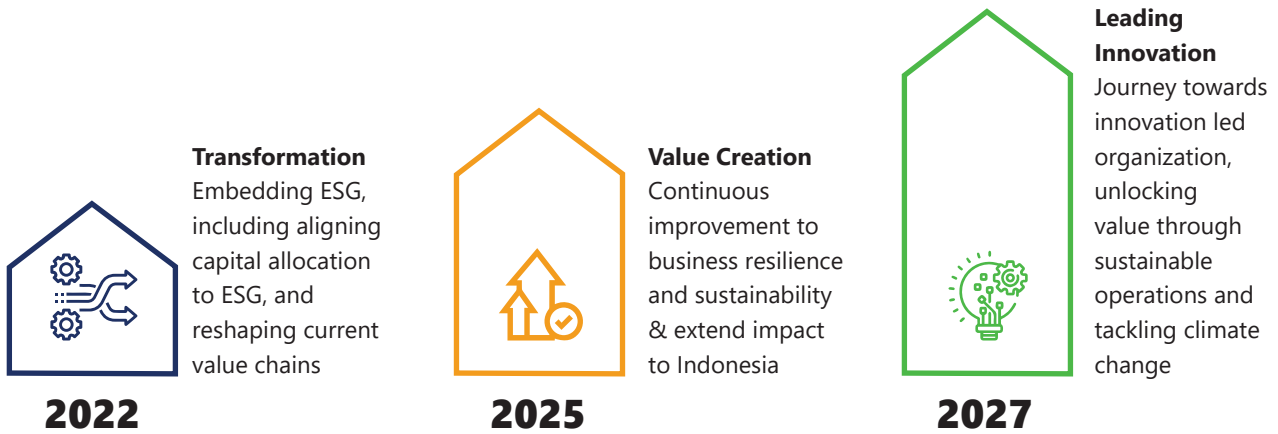 Transformation
Embedding ESG,
including aligning
capital allocation
to ESG, and
reshaping current
value chains
2022
Value Creation
Continuous
improvement to
business resilience
and sustainability
& extend impact
to Indonesia
2025
Leading
Innovation
Journey towards
innovation led
organization,
unlocking
value through
sustainable
operations and
tackling climate
change
2027